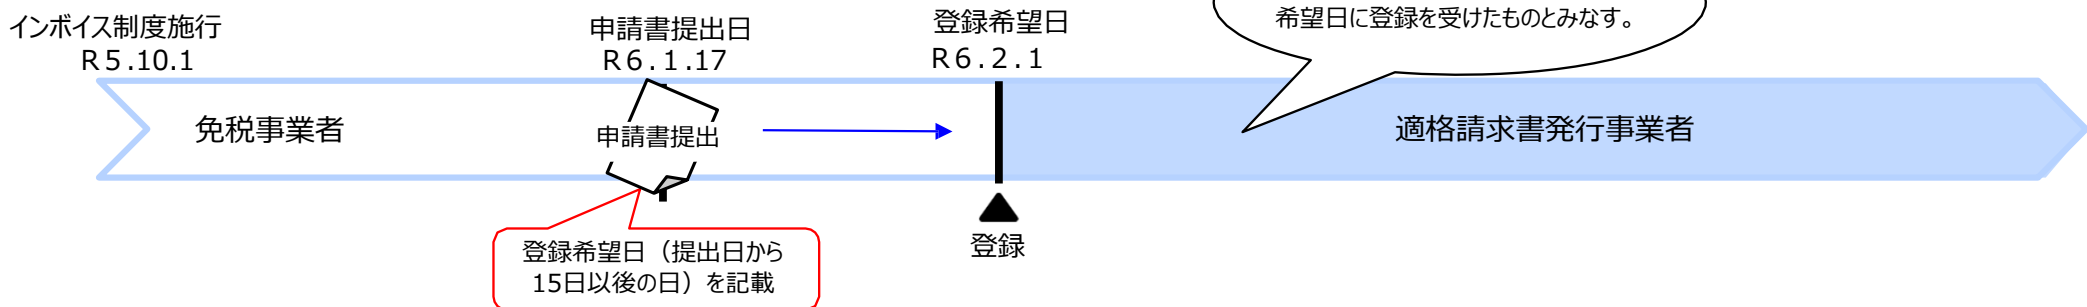 インボイス制度施行
R5.10.1
申請書提出日
R6.1.17
登録希望日
R6.2.1
希望日に登録を受けたものとみなす。
免税事業者
申請書提出
適格請求書発行事業者
登録希望日（提出日から
15日以後の日）を記載
登録